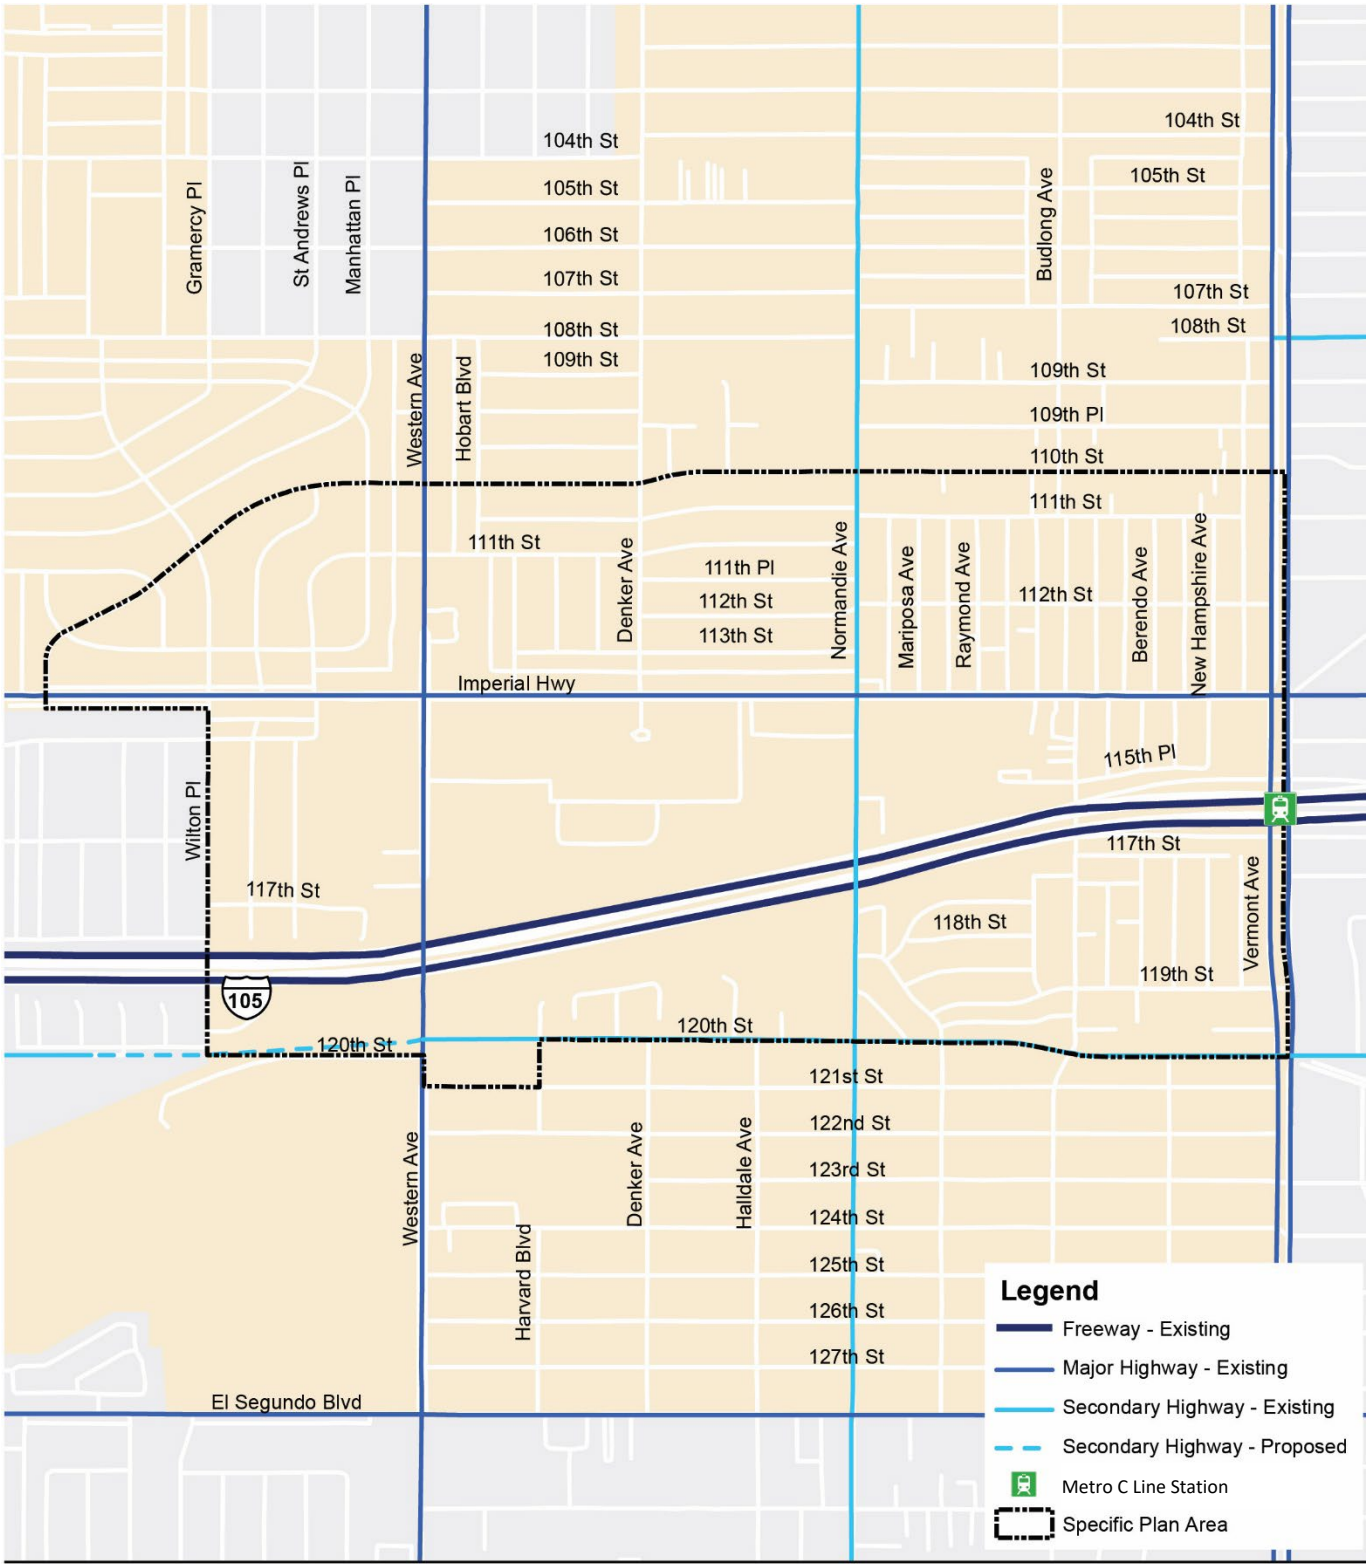 104th St
104th St
105th St
105th St
Gramercy Pl
St Andrews Pl
Manhattan Pl
Budlong Ave
106th St
107th St
107th St
108th St
108th St
109th St
109th St
Western Ave
Hobart Blvd
109th Pl
110th St
111th St
111th St
Denker Ave
111th Pl
112th St
113th St
Normandie Ave
Mariposa Ave
Raymond Ave
112th St
Berendo Ave
New Hampshire Ave
Imperial Hwy
115th Pl
Wilton Pl
117th St
117th St
118th St
Vermont Ave
119th St
105
120th St
120th St
121st St
122nd St
Western Ave
Denker Ave
Halldale Ave
123rd St
124th St
Harvard Blvd
125th St
126th St
127th St
El Segundo Blvd
Legend
Freeway - Existing
Major Highway - Existing
Secondary Highway - Existing
Secondary Highway - Proposed
Metro C Line Station
Specific Plan Area